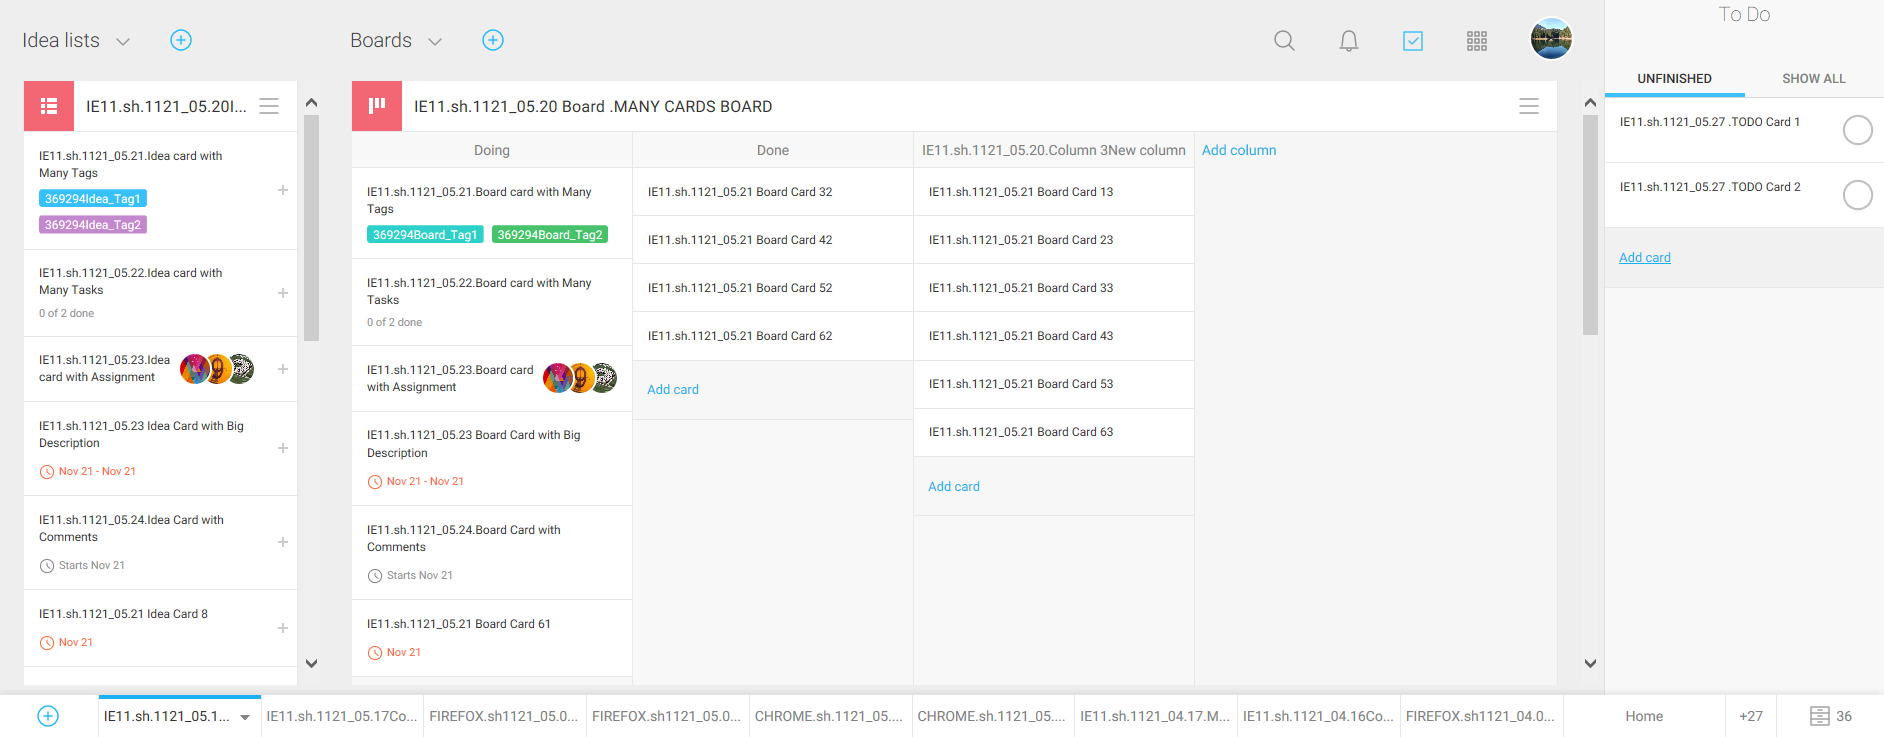 Idea lists
Boards
To Do
UNFINISHED
SHOW ALL
IE11.sh.1121_05.20I...
IE11.sh.1121_05.21.Idea card with
Many Tags
369294Idea_Tag1
369294Idea_Tag2
IE11.sh.1121_05.22.Idea card with
Many Tasks
0 of 2 done
IE11.sh.1121_05.23.Idea
card with Assignment
IE11.sh.1121_05.23 Idea Card with Big
Description
Nov 21 - Nov 21
IE11.sh.1121_05.24.Idea Card with
Comments
Starts Nov 21
IE11.sh.1121_05.21 Idea Card 8
Nov 21
IE11.sh.1121_05.20 Board .MANY CARDS BOARD
Doing
IE11.sh.1121_05.21.Board card with Many
Tags
369294Board_Tag1
369294Board_Tag2
IE11.sh.1121_05.22.Board card with Many
Tasks
0 of 2 done
IE11.sh.1121_05.23.Board card
with Assignment
IE11.sh.1121_05.23 Board Card with Big
Description
Nov 21 - Nov 21
IE11.sh.1121_05.24.Board Card with
Comments
Starts Nov 21
IE11.sh.1121_05.21 Board Card 61
Nov 21
Done
IE11.sh.1121_05.21 Board Card 32
IE11.sh.1121_05.21 Board Card 42
IE11.sh.1121_05.21 Board Card 52
IE11.sh.1121_05.21 Board Card 62
Add card
IE11.sh.1121_05.20.Column 3New column
IE11.sh.1121_05.21 Board Card 13
IE11.sh.1121_05.21 Board Card 23
IE11.sh.1121_05.21 Board Card 33
IE11.sh.1121_05.21 Board Card 43
IE11.sh.1121_05.21 Board Card 53
IE11.sh.1121_05.21 Board Card 63
Add card
Add column
IE11.sh.1121_05.27 .TODO Card 1
IE11.sh.1121_05.27 .TODO Card 2
Add card
IE11.sh.1121_05.1...
IE11.sh.1121_05.17Co...
FIREFOX.sh1121_05.0...
FIREFOX.sh1121_05.0...
CHROME.sh.1121_05....
CHROME.sh.1121_05....
IE11.sh.1121_04.17.M...
IE11.sh.1121_04.16Co...
FIREFOX.sh1121_04.0...
Home
+27
36